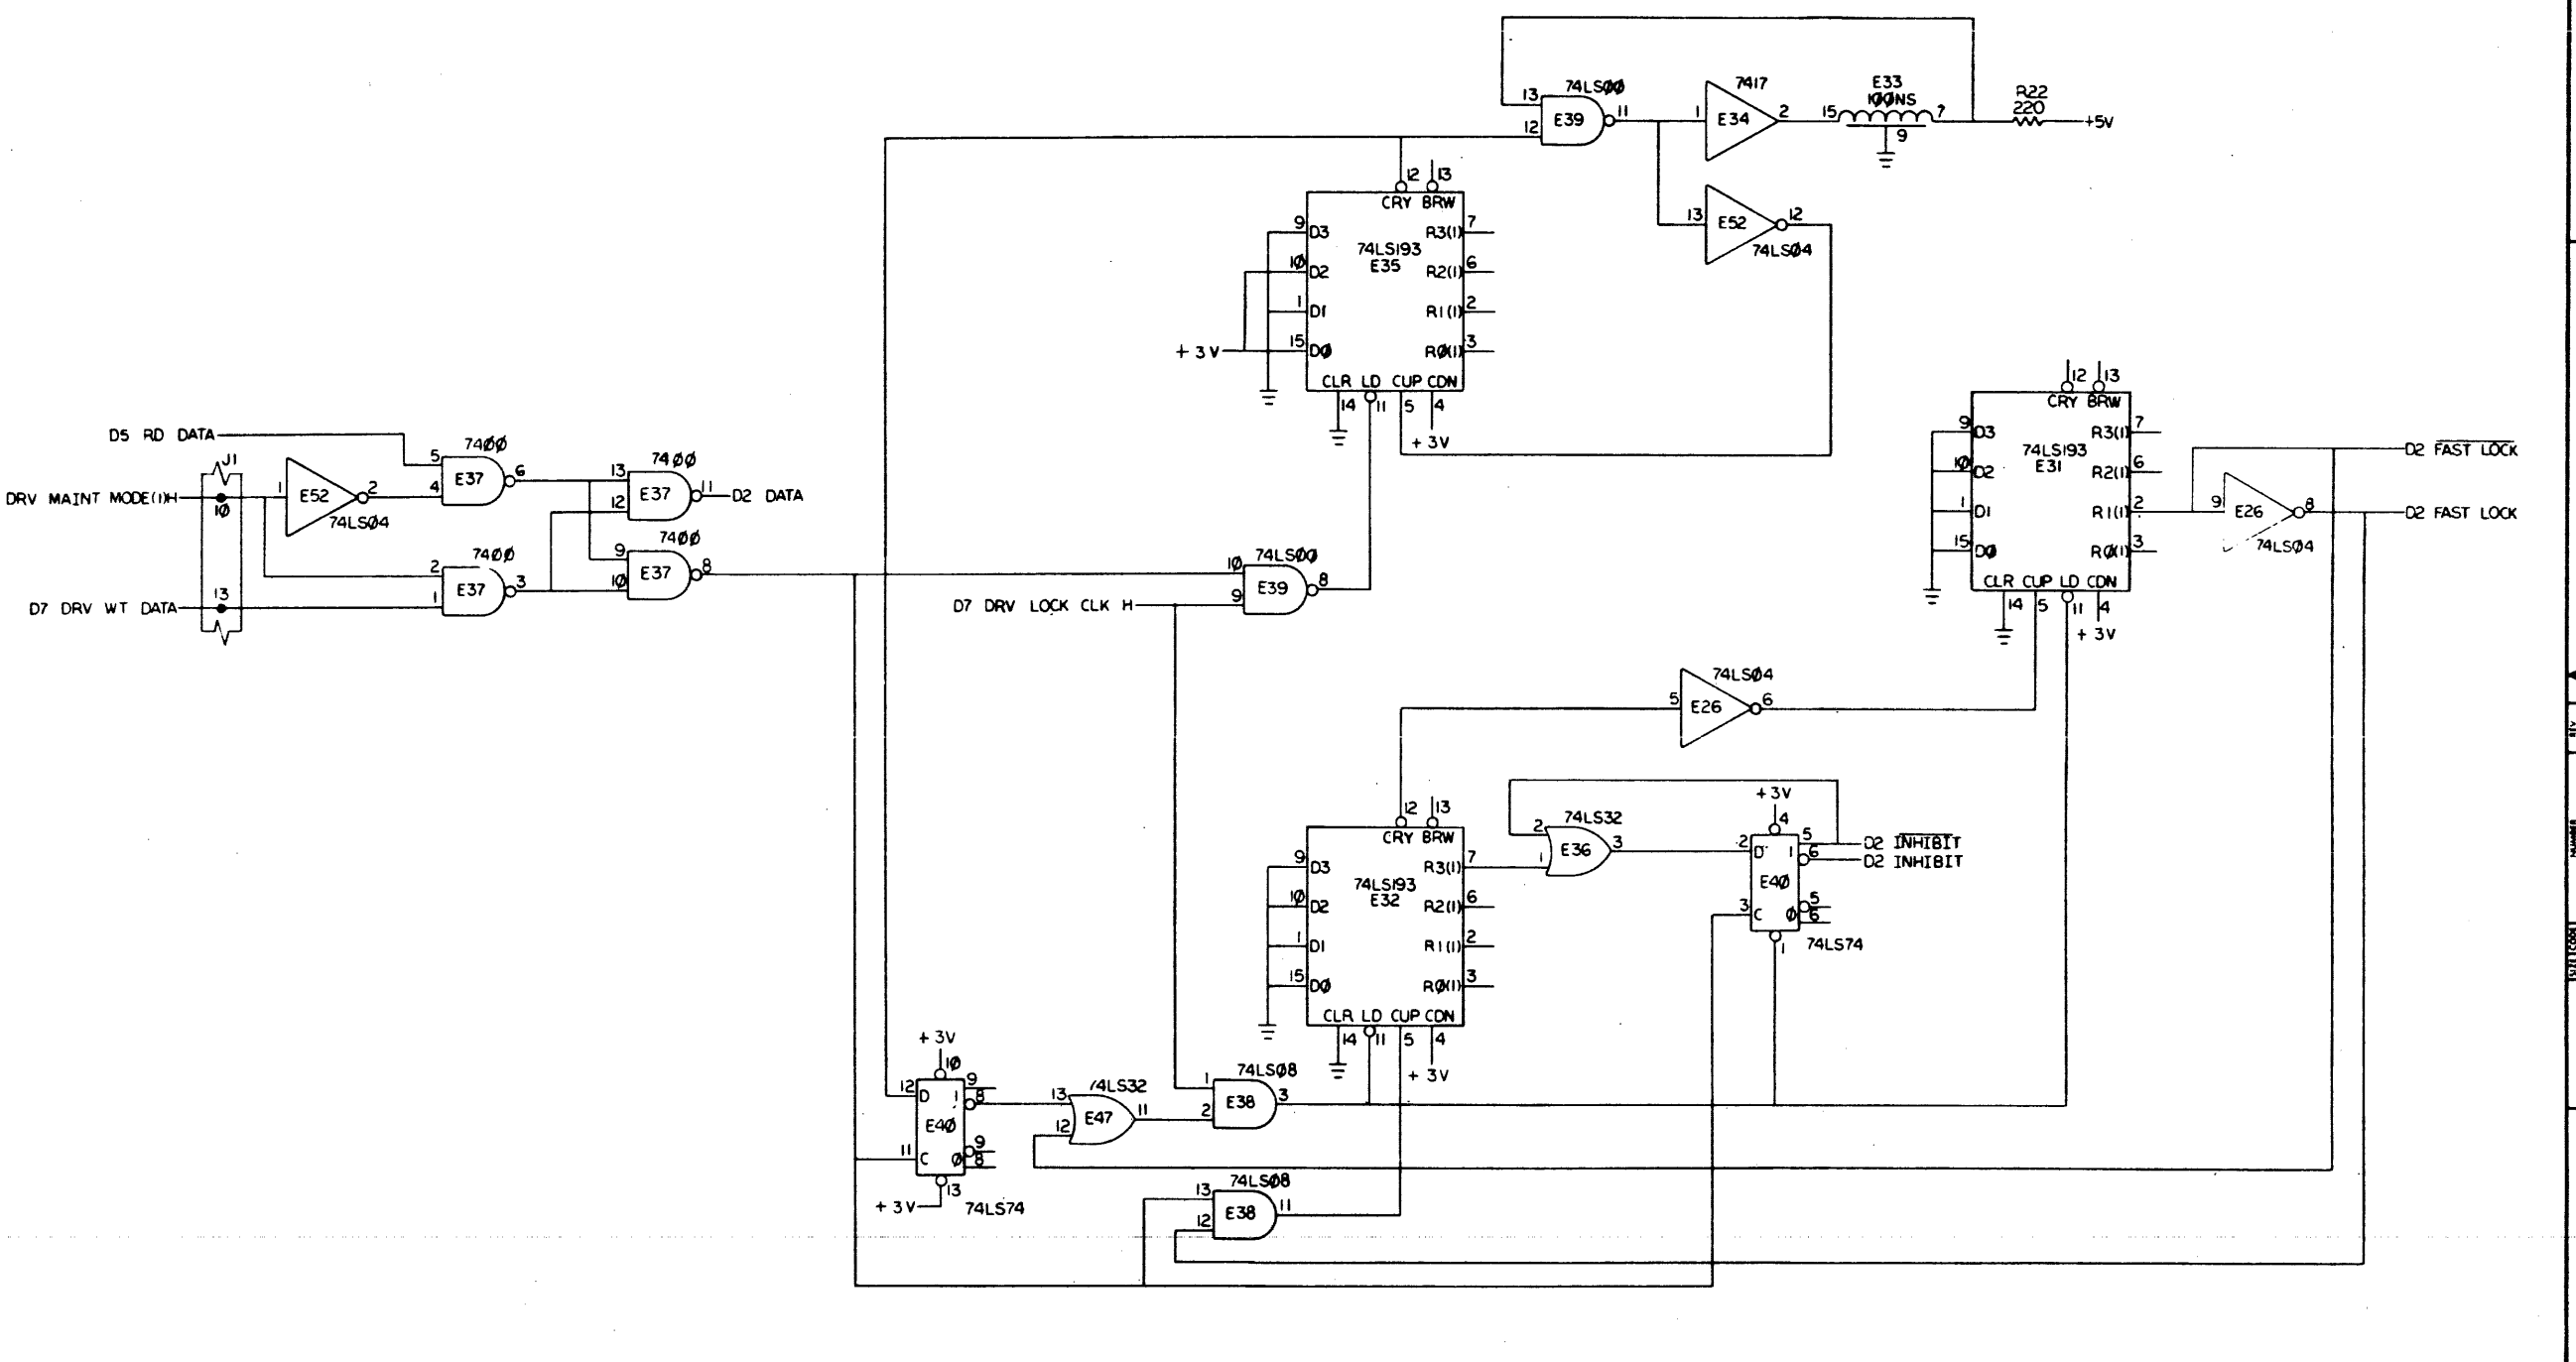 74LS00
13
12
E39
11
7417
1
E34
2
E33
100NS
15
7
9
R22
220
+5V
13
E52
12
74LS04
12
13
CRY BRW
9
D3
10
D2
1
D1
15
D0
74LS193
E35
R3(1)
7
R2(1)
6
R1(1)
2
R0(1)
3
CLR LD CUP CDN
14
11
5
4
+3V
+3V
D5 RD DATA
J1
DRV MAINT MODE(1)H
10
1
E52
2
74LS04
7400
5
4
E37
6
7400
13
12
E37
11
D2 DATA
7400
2
1
E37
3
7400
9
10
E37
8
D7 DRV WT DATA
13
74LS00
10
9
E39
8
D7 DRV LOCK CLK H
12
13
CRY BRW
9
D3
10
D2
1
D1
15
D0
74LS193
E31
R3(1)
7
R2(1)
6
R1(1)
2
R0(1)
3
CLR CUP LD CDN
14
5
11
4
+3V
D2 FAST LOCK
9
E26
8
74LS04
D2 FAST LOCK
74LS04
5
E26
6
12
13
CRY BRW
9
D3
10
D2
1
D1
15
D0
74LS193
E32
R3(1)
7
R2(1)
6
R1(1)
2
R0(1)
3
CLR LD CUP CDN
14
11
5
4
+3V
74LS32
2
1
E36
3
+3V
4
2
D
1
5
6
E40
3
C
0
5
6
1
74LS74
D2 INHIBIT
D2 INHIBIT
+3V
10
12
D
1
9
8
E40
11
C
0
9
8
13
+3V
74LS74
74LS32
13
12
E47
11
74LS08
1
2
E38
3
74LS08
13
12
E38
11
REV
NUMBER
SIZE CODE